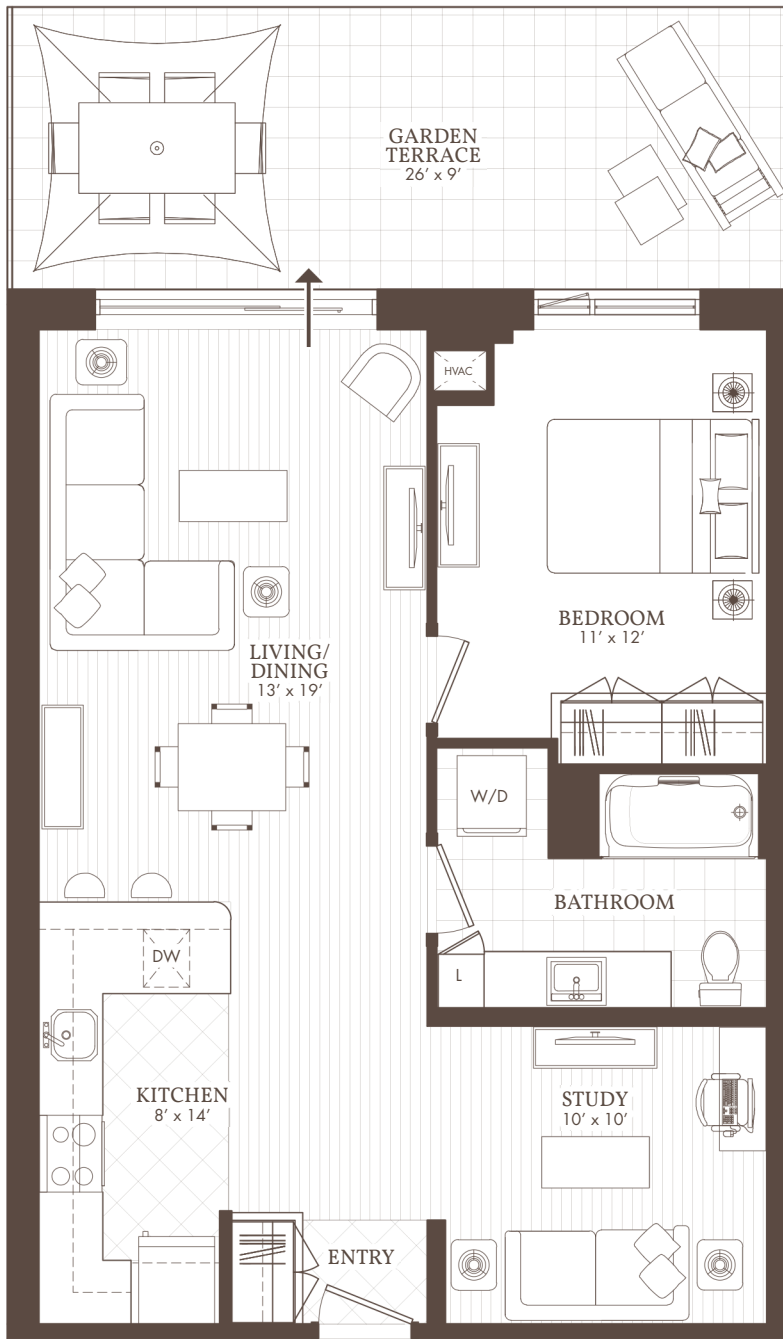 GARDEN
TERRACE
26’ x 9’
HVAC
BEDROOM
11’ x 12’
LIVING/
DINING
13’ x 19’
W/D
BATHROOM
DW
L
KITCHEN
8’ x 14’
STUDY
10’ x 10’
ENTRY